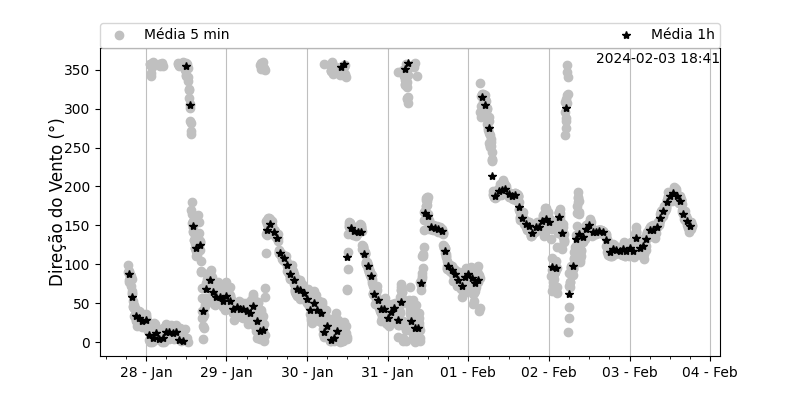 Média 5 min
Média 1h
2024-02-03 18:41
Direção do Vento (°)
350
300
250
200
150
100
50
0
28 - Jan
29 - Jan
30 - Jan
31 - Jan
01 - Feb
02 - Feb
03 - Feb
04 - Feb